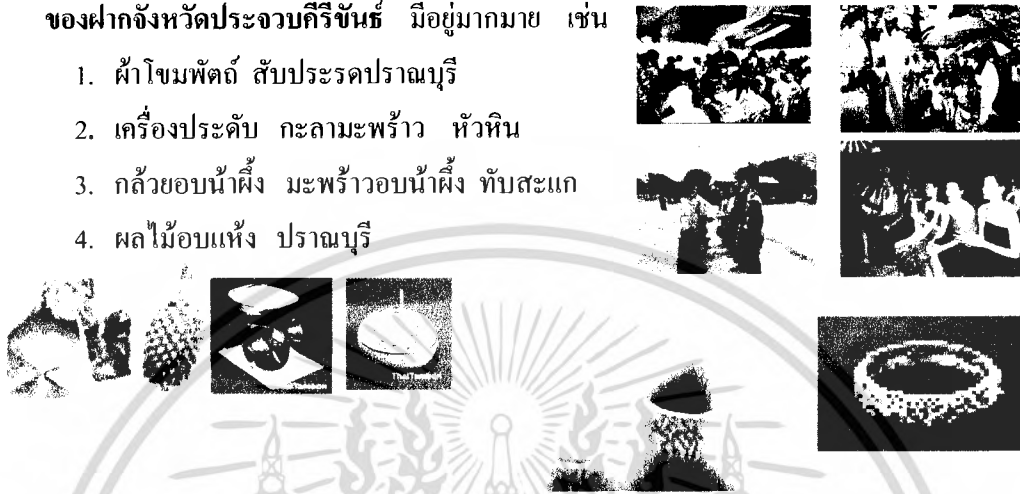 ของฝากจังหวัดประจวบคีรีขันธ์ มีอยู่มากมาย เช่น
1. ผ้าโขมพัตถ์ สับประรดปราณบุรี
2. เครื่องประดับ กะลามะพร้าว หัวหิน
3. กล้วยอบน้ำผึ้ง มะพร้าวอบน้ำผึ้ง ทับสะแก
4. ผลไม้อบแห้ง ปราณบุรี